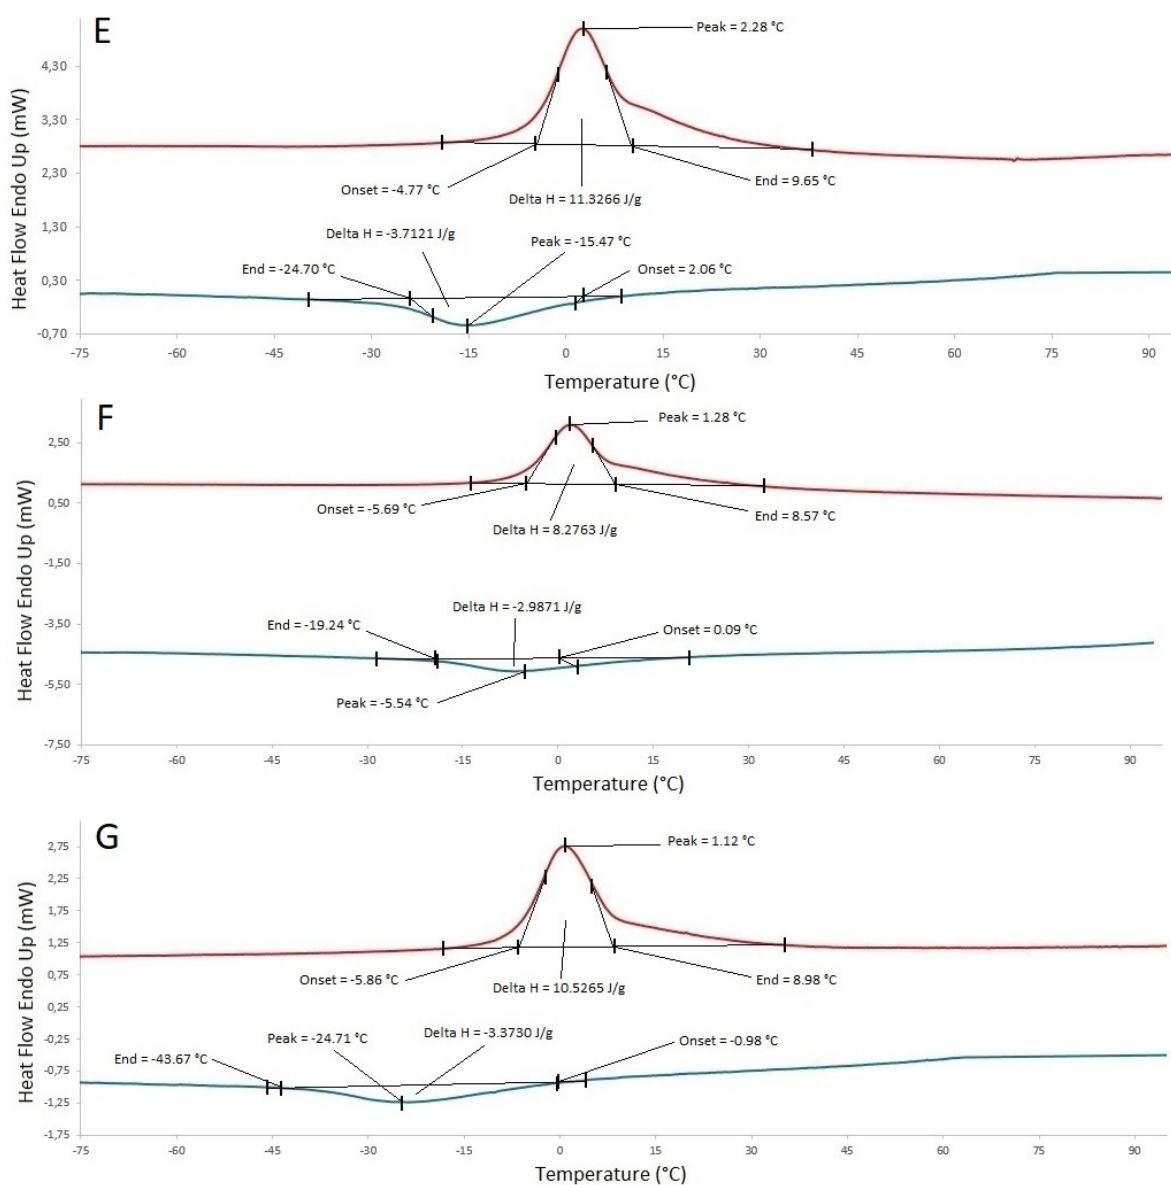 E
Peak = 2.28 °C
4,30
3,30
2,30
1,30
0,30
-0,70
Heat Flow Endo Up (mW)
Onset = -4.77 °C
End = 9.65 °C
Delta H = 11.3266 J/g
Delta H = -3.7121 J/g
Peak = -15.47 °C
End = -24.70 °C
Onset = 2.06 °C
-75 -60 -45 -30 -15 0 15 30 45 60 75 90
Temperature (°C)
F
Peak = 1.28 °C
2,50
0,50
-1,50
-3,50
-5,50
-7,50
Heat Flow Endo Up (mW)
Onset = -5.69 °C
End = 8.57 °C
Delta H = 8.2763 J/g
Delta H = -2.9871 J/g
End = -19.24 °C
Onset = 0.09 °C
Peak = -5.54 °C
-75 -60 -45 -30 -15 0 15 30 45 60 75 90
Temperature (°C)
G
Peak = 1.12 °C
2,75
2,25
1,75
1,25
0,75
0,25
-0,25
-0,75
-1,25
-1,75
Heat Flow Endo Up (mW)
Onset = -5.86 °C
End = 8.98 °C
Delta H = 10.5265 J/g
Delta H = -3.3730 J/g
Peak = -24.71 °C
Onset = -0.98 °C
End = -43.67 °C
-75 -60 -45 -30 -15 0 15 30 45 60 75 90
Temperature (°C)